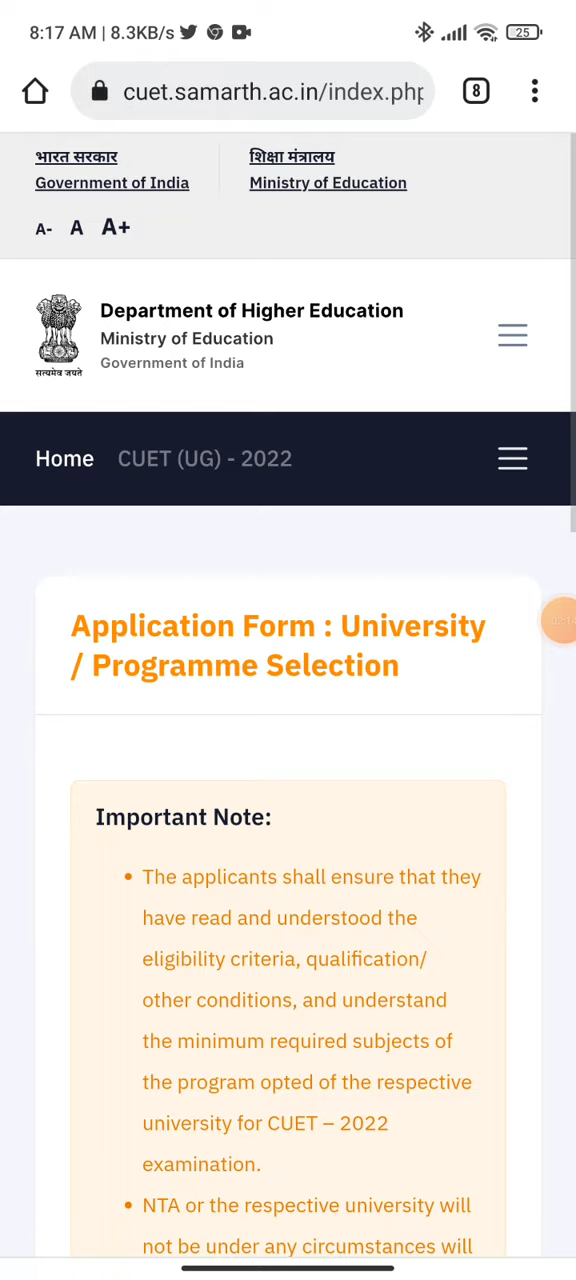 8:17 AM | 8.3KB/s
25
cuet.samarth.ac.in/index.php
8
भारत सरकार
Government of India
शिक्षा मंत्रालय
Ministry of Education
A- A A+
Department of Higher Education
Ministry of Education
Government of India
सत्यमेव जयते
Home CUET (UG) - 2022
Application Form : University
/ Programme Selection
02:14
Important Note:
• The applicants shall ensure that they
have read and understood the
eligibility criteria, qualification/
other conditions, and understand
the minimum required subjects of
the program opted of the respective
university for CUET – 2022
examination.
• NTA or the respective university will
not be under any circumstances will